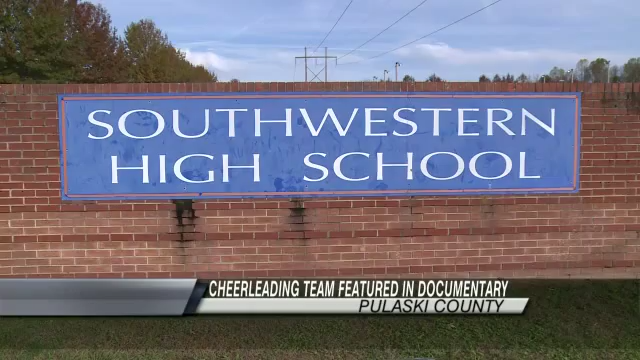 SOUTHWESTERN
HIGH SCHOOL
CHEERLEADING TEAM FEATURED IN DOCUMENTARY
PULASKI COUNTY